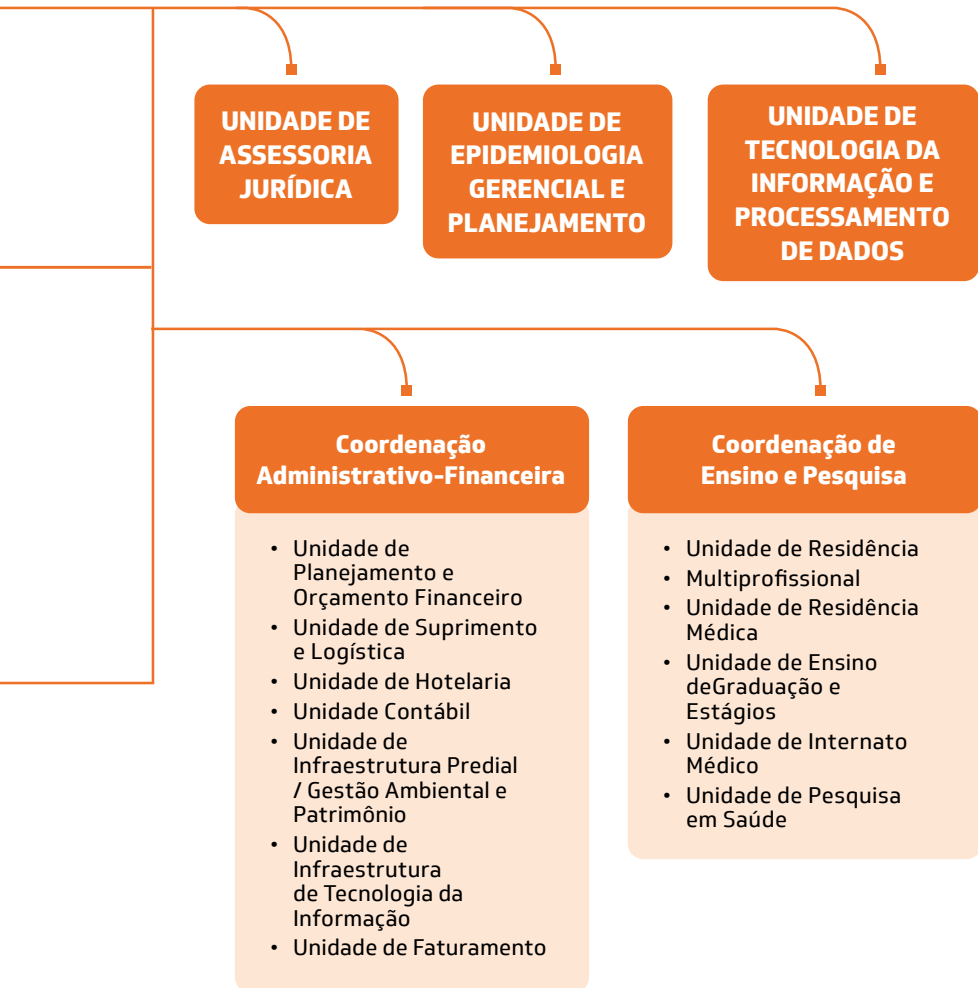 UNIDADE DE
ASSESSORIA
JURÍDICA
UNIDADE DE
EPIDEMIOLOGIA
GERENCIAL E
PLANEJAMENTO
UNIDADE DE
TECNOLOGIA DA
INFORMAÇÃO E
PROCESSAMENTO
DE DADOS
Coordenação
Administrativo-Financeira
• Unidade de
Planejamento e
Orçamento Financeiro
• Unidade de Suprimento
e Logística
• Unidade de Hotelaria
• Unidade Contábil
• Unidade de
Infraestrutura Predial
/ Gestão Ambiental e
Patrimônio
• Unidade de
Infraestrutura
de Tecnologia da
Informação
• Unidade de Faturamento
Coordenação de
Ensino e Pesquisa
• Unidade de Residência
• Multiprofissional
• Unidade de Residência
Médica
• Unidade de Ensino
deGraduação e
Estágios
• Unidade de Internato
Médico
• Unidade de Pesquisa
em Saúde